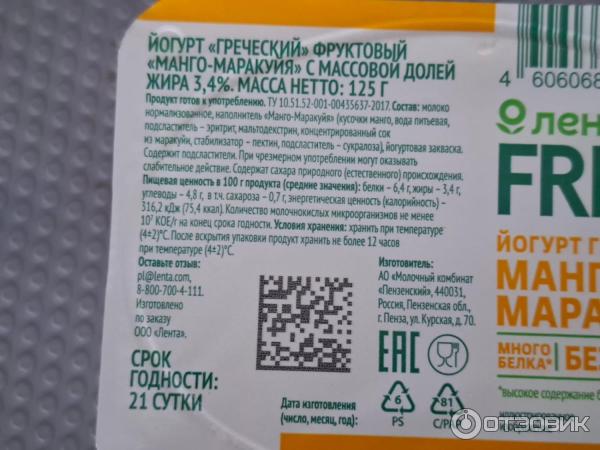 ЙОГУРТ «ГРЕЧЕСКИЙ» ФРУКТОВЫЙ
«МАНГО-МАРАКУИЯ» С МАССОВОЙ ДОЛЕЙ
ЖИРА 3,4%. МАССА НЕТТО: 125 Г
Продукт готов к употреблению. ТУ 10.51.52-001-00435637-2017. Состав: молоко
нормализованное, наполнитель «Манго-Маракуйя» (кусочки манго, вода питьевая,
подсластитель – эритрит, мальтодекстрин, концентрированный сок
из маракуйи, стабилизатор – пектин, подсластитель – сукралоза), йогуртовая закваска.
Содержит подсластители. При чрезмерном употреблении могут оказывать
слабительное действие. Содержит сахара природного (естественного) происхождения.
Пищевая ценность в 100 г продукта (средние значения): белки – 6,4 г, жиры – 3,4 г,
углеводы – 4,8 г, в т.ч. сахароза – 0,7 г, энергетическая ценность (калорийность) –
316,2 кДж (75,4 ккал). Количество молочнокислых микроорганизмов не менее
10⁷ КОЕ/г на конец срока годности. Условия хранения: хранить при температуре
(4±2)°С. После вскрытия упаковки продукт хранить не более 12 часов
при температуре (4±2)°С.
Оставьте отзыв:
pl@lenta.com,
8-800-700-4-111.
Изготовлено
по заказу
ООО «Лента».
СРОК
ГОДНОСТИ:
21 СУТКИ
Изготовитель:
АО «Молочный комбинат
«Пензенский», 440031,
Россия, Пензенская обл.,
г. Пенза, ул. Курская, д. 70.
EAC
Дата изготовления
(число, месяц, год):
6
PS
81
C/PAP
4 606068
лент
FRE
ЙОГУРТ Г
МАНГ
МАРА
МНОГО
БЕЛКА*
БЕЗ
*высокое содержание б
ОТЗОВИК